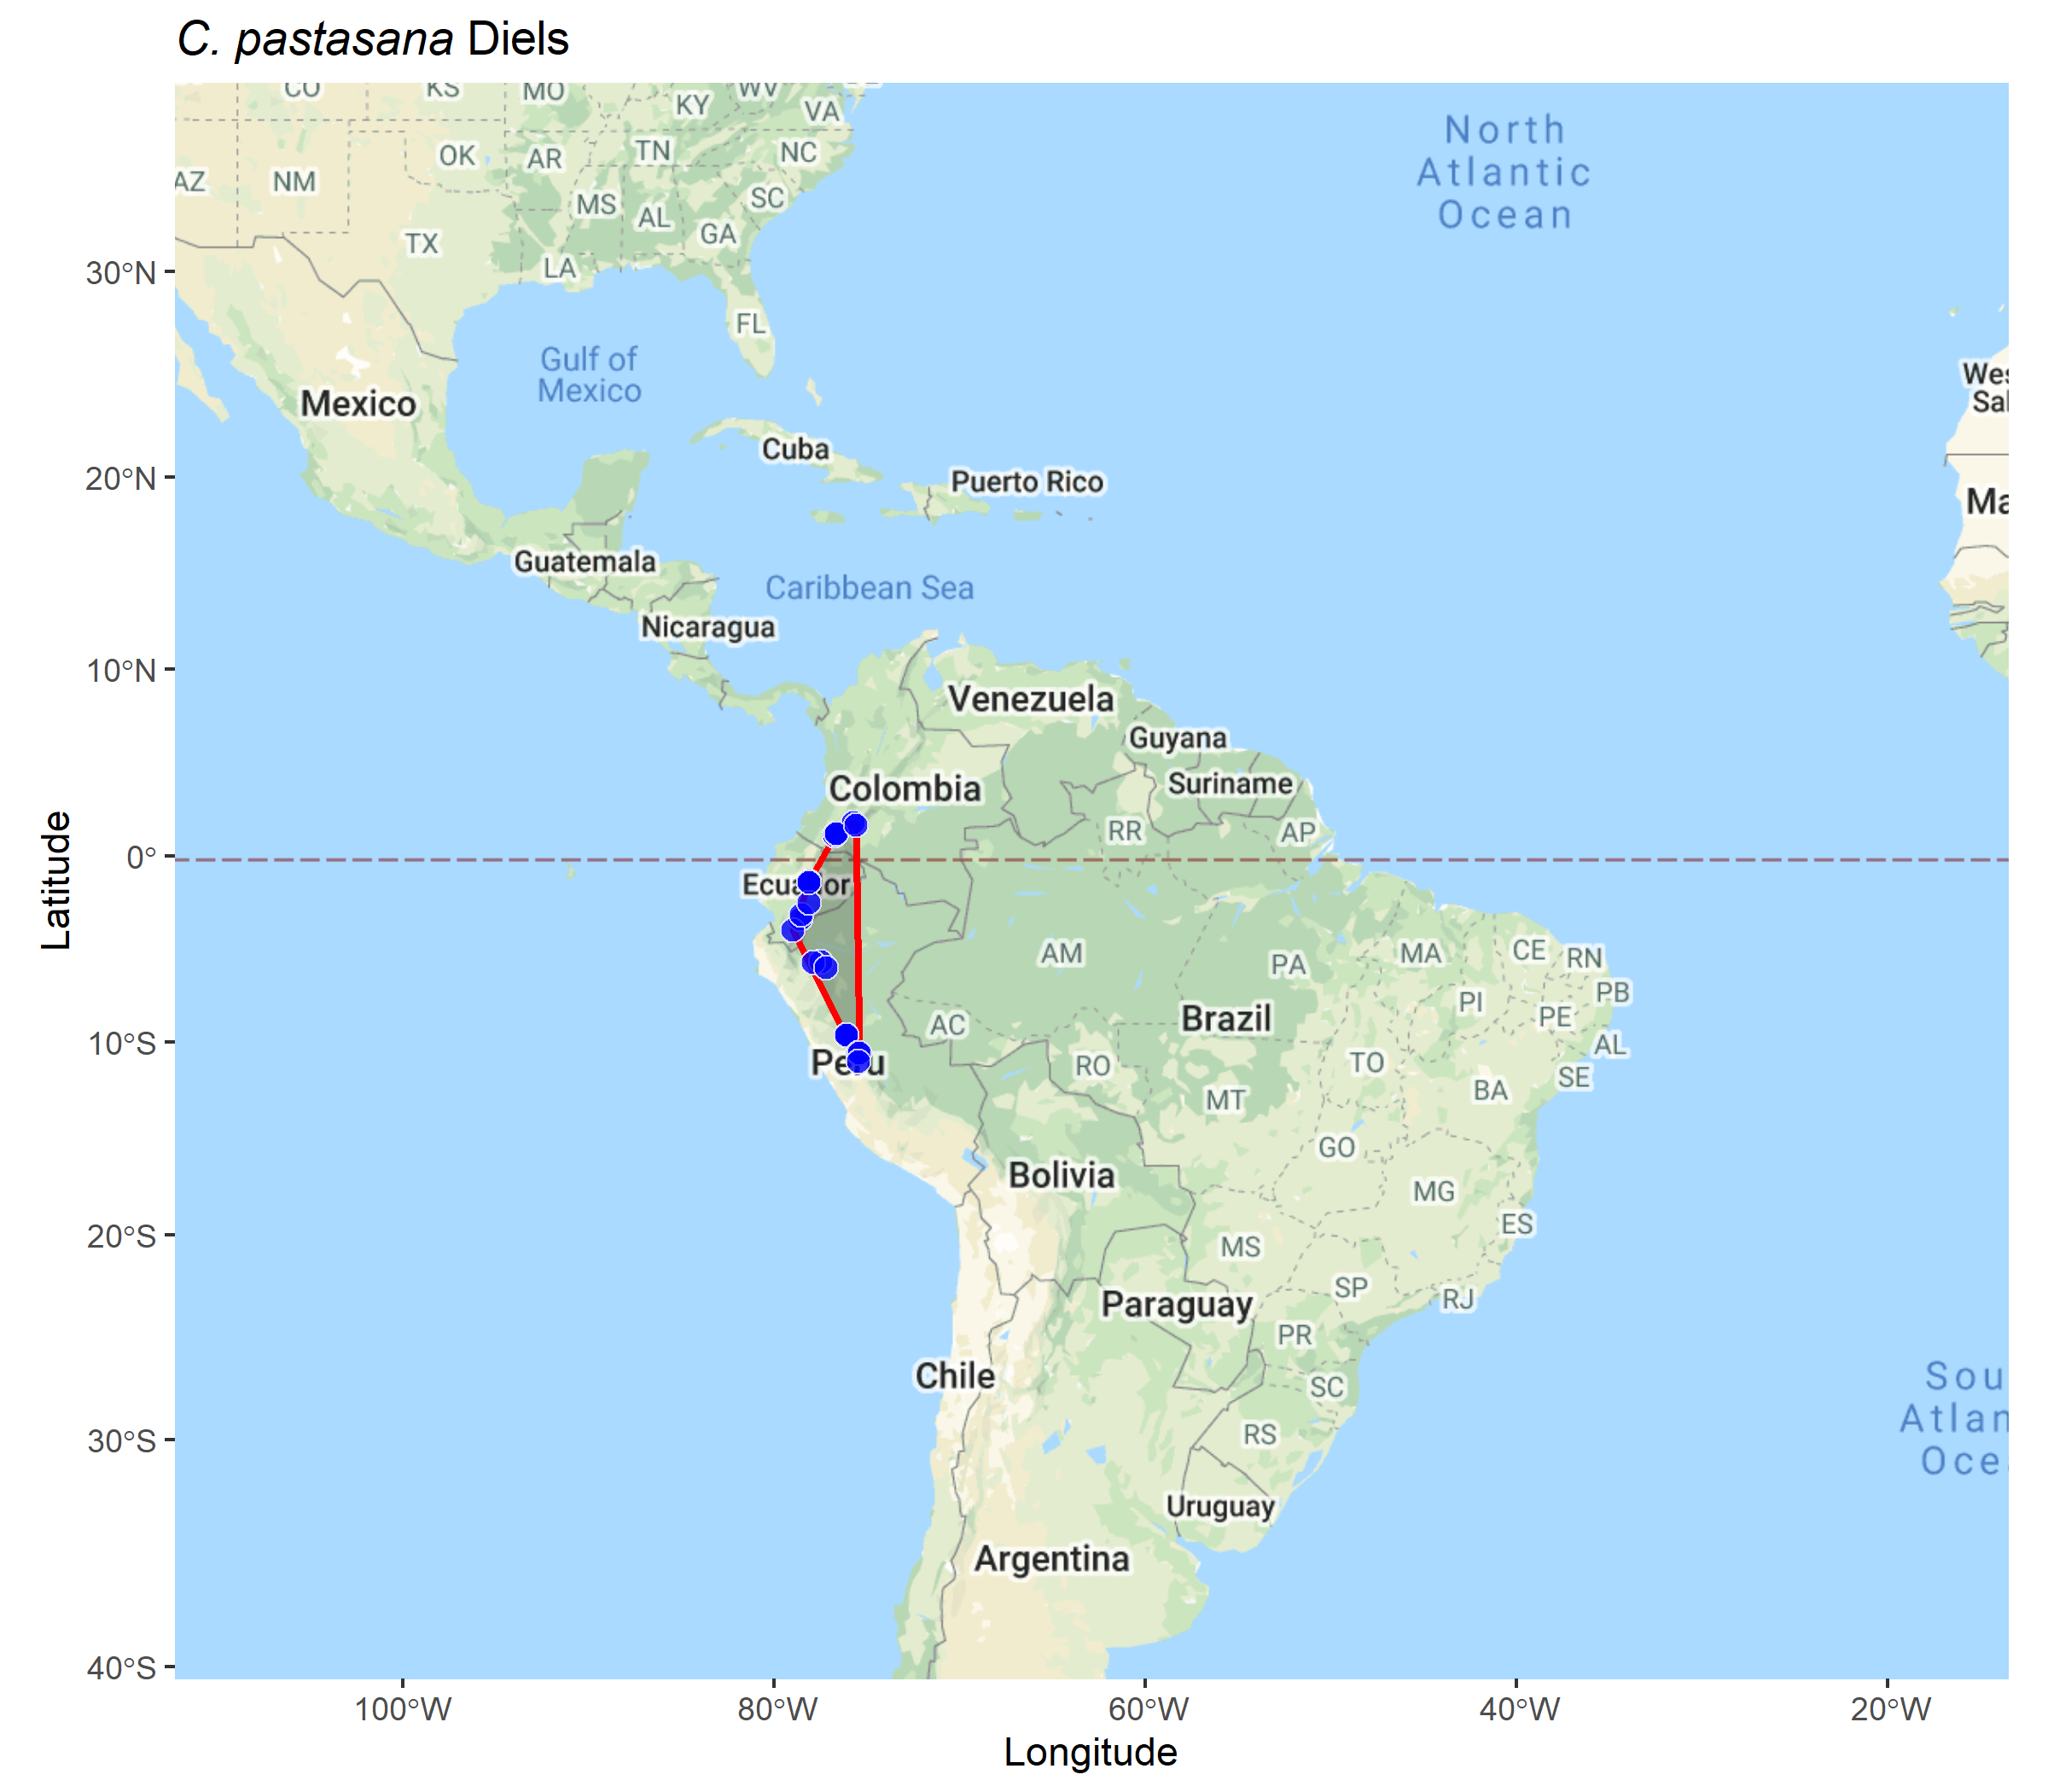 C. pastasana Diels
CO
KS
MO
KY
WV
VA
OK
AR
TN
NC
AZ
NM
MS
AL
SC
GA
TX
LA
FL
North
Atlantic
Ocean
30°N
Gulf of
Mexico
Mexico
Wes
Sal
Cuba
20°N
Puerto Rico
Ma
Guatemala
Caribbean Sea
Nicaragua
10°N
Venezuela
Guyana
Colombia
Suriname
RR
AP
0°
Ecuador
Latitude
AM
PA
MA
CE
RN
PI
PB
PE
Brazil
AC
10°S
AL
Peru
RO
TO
SE
BA
MT
GO
Bolivia
MG
ES
20°S
MS
SP
RJ
Paraguay
PR
Chile
SC
Sou
Atlan
Oce
30°S
RS
Uruguay
Argentina
40°S
100°W
80°W
60°W
40°W
20°W
Longitude